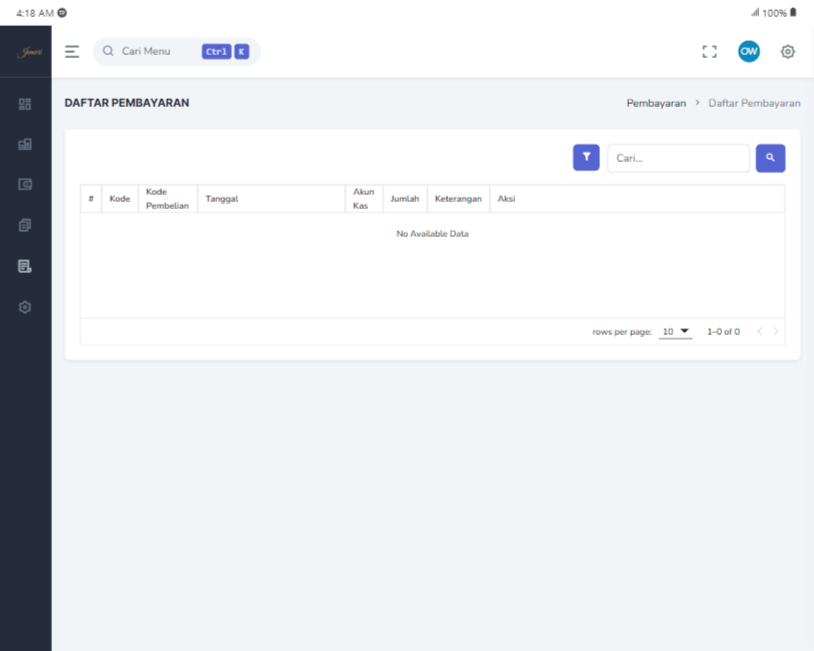 4:18 AM
100%
Cari Menu
Ctrl K
OW
DAFTAR PEMBAYARAN
Pembayaran > Daftar Pembayaran
Cari...
# Kode Kode Pembelian Tanggal Akun Kas Jumlah Keterangan Aksi
No Available Data
rows per page: 10 1–0 of 0